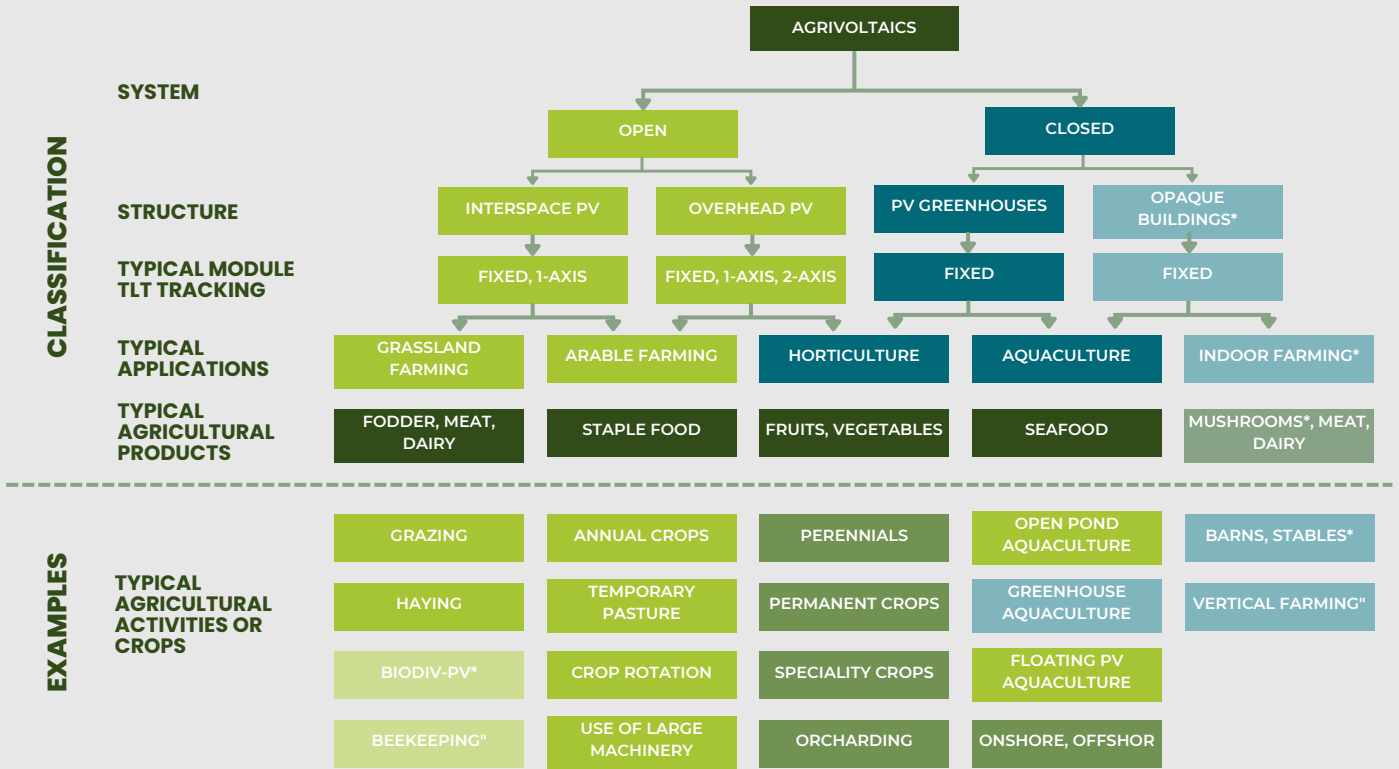 AGRIVOLTAICS
SYSTEM
OPEN
CLOSED
CLASSIFICATION
STRUCTURE
INTERSPACE PV
OVERHEAD PV
PV GREENHOUSES
OPAQUE
BUILDINGS*
TYPICAL MODULE
TLT TRACKING
FIXED, 1-AXIS
FIXED, 1-AXIS, 2-AXIS
FIXED
FIXED
TYPICAL
APPLICATIONS
GRASSLAND
FARMING
ARABLE FARMING
HORTICULTURE
AQUACULTURE
INDOOR FARMING*
TYPICAL
AGRICULTURAL
PRODUCTS
FODDER, MEAT,
DAIRY
STAPLE FOOD
FRUITS, VEGETABLES
SEAFOOD
MUSHROOMS*, MEAT,
DAIRY
EXAMPLES
TYPICAL
AGRICULTURAL
ACTIVITIES OR
CROPS
GRAZING
ANNUAL CROPS
PERENNIALS
OPEN POND
AQUACULTURE
BARNS, STABLES*
HAYING
TEMPORARY
PASTURE
PERMANENT CROPS
GREENHOUSE
AQUACULTURE
VERTICAL FARMING"
BIODIV-PV*
CROP ROTATION
SPECIALITY CROPS
FLOATING PV
AQUACULTURE
BEEKEEPING"
USE OF LARGE
MACHINERY
ORCHARDING
ONSHORE, OFFSHOR